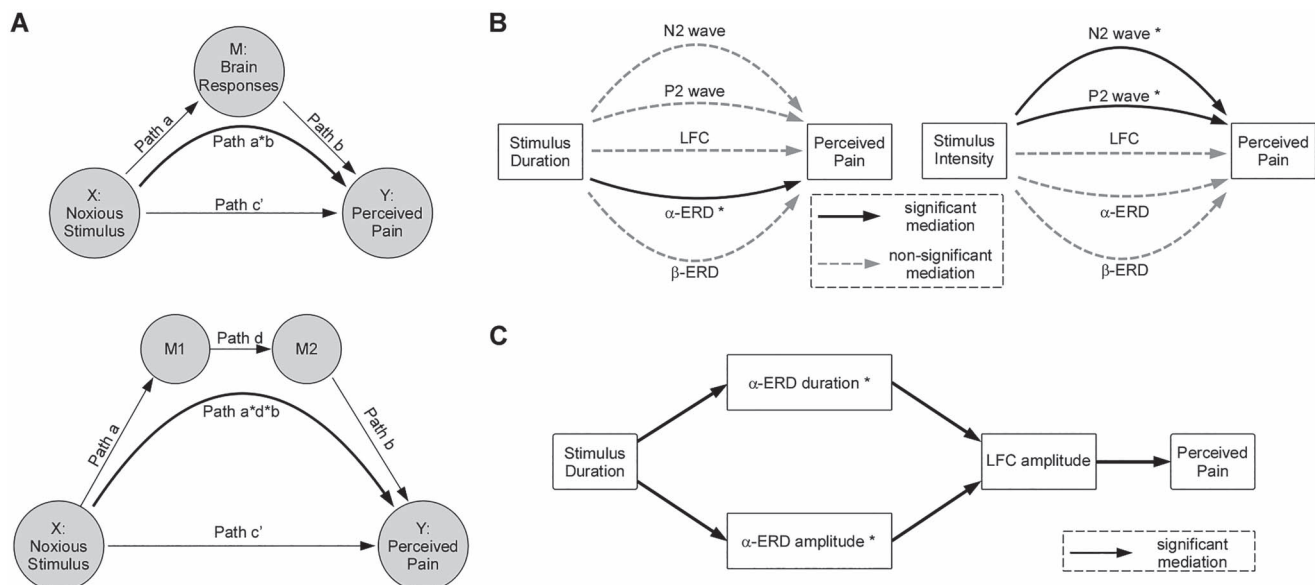 A
M:
Brain
Responses
Path a
Path b
Path a*b
X:
Noxious
Stimulus
Path c'
Y:
Perceived
Pain
M1
Path d
M2
Path a
Path a*d*b
Path b
X:
Noxious
Stimulus
Path c'
Y:
Perceived
Pain
B
N2 wave
P2 wave
Stimulus
Duration
LFC
Perceived
Pain
α-ERD *
β-ERD
N2 wave *
P2 wave *
Stimulus
Intensity
LFC
Perceived
Pain
α-ERD
β-ERD
significant
mediation
non-significant
mediation
C
α-ERD duration *
Stimulus
Duration
LFC amplitude
Perceived
Pain
α-ERD amplitude *
significant
mediation